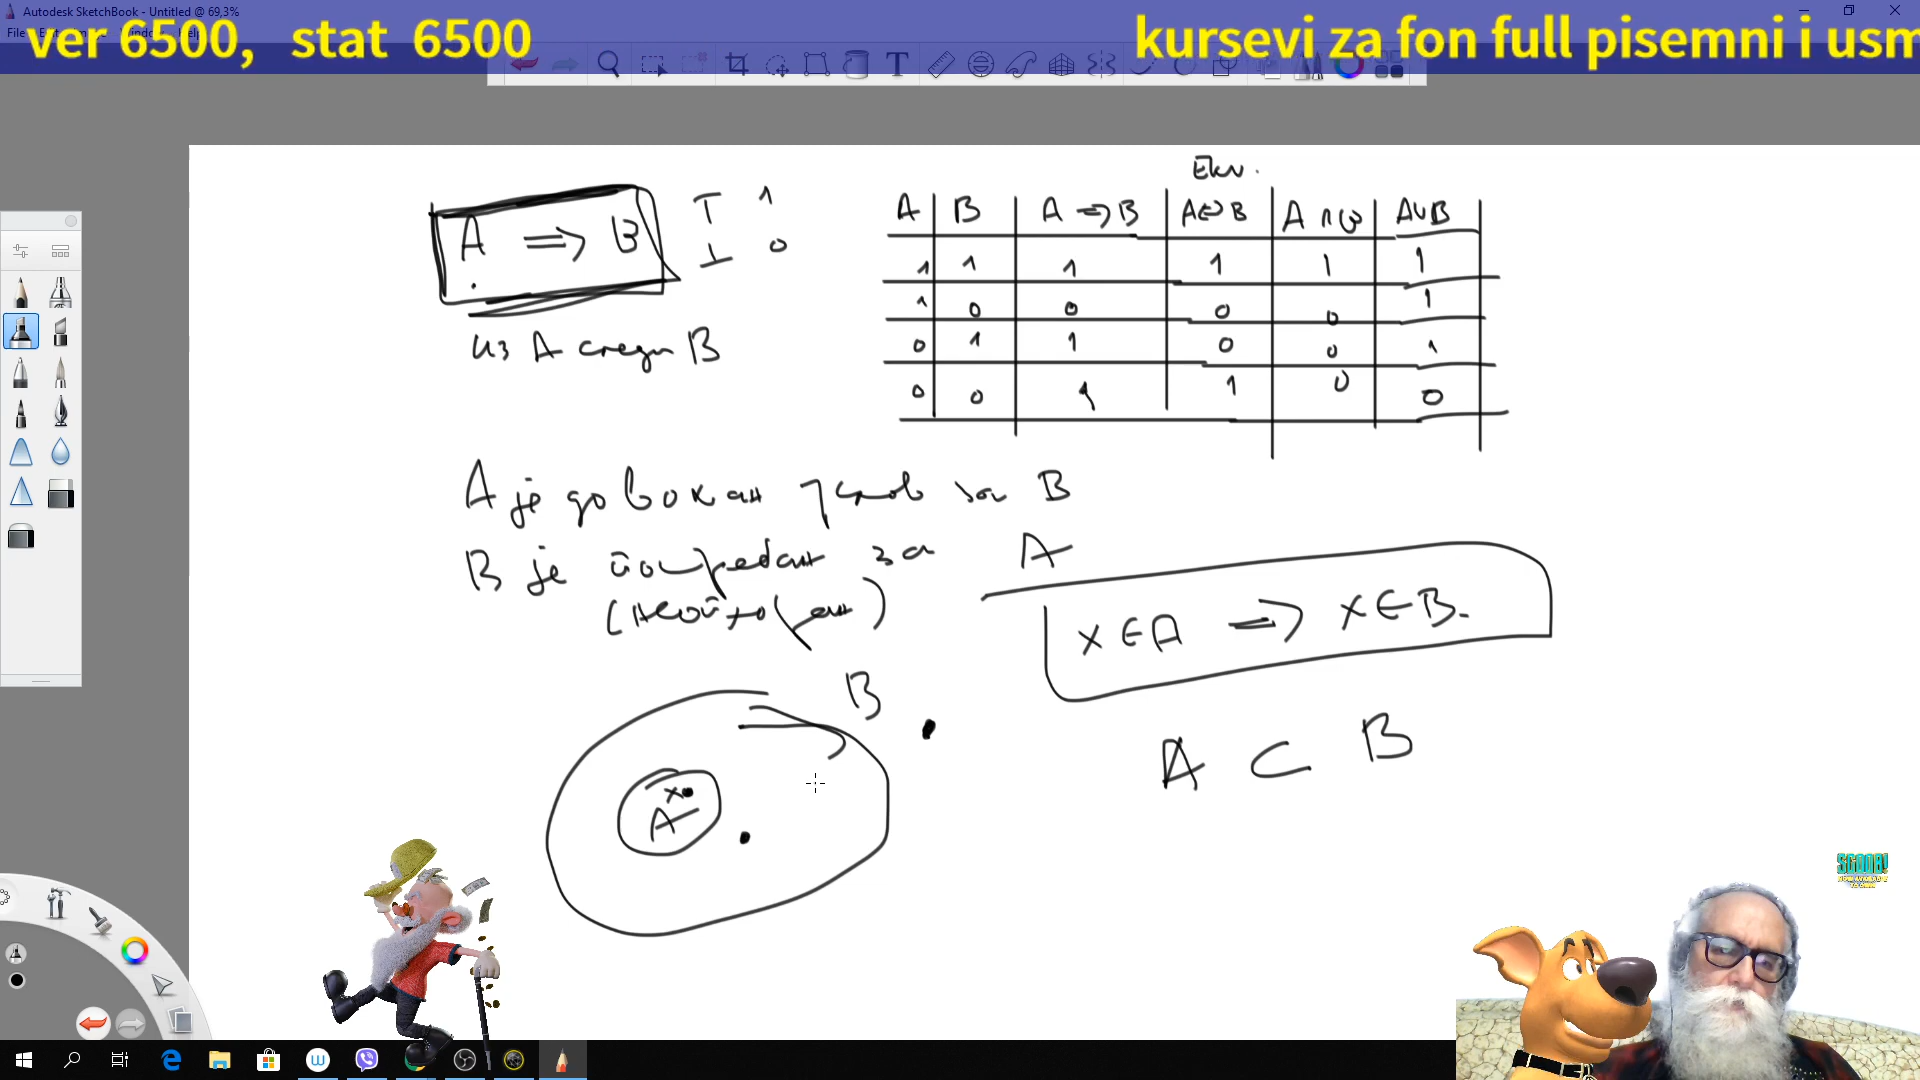 Autodesk SketchBook - Untitled @ 69,3%
ver 6500, stat 6500
kursevi za fon full pisemni i usm
A ⇒ B
⊤ 1
⊥ 0
из A следи B
Екв.
A B A ⇒ B A⇔B A ∧ B A∪B
1 1 1 1 1 1
1 0 0 0 0 1
0 1 1 0 0 1
0 0 1 1 0 0
A је довољан услов за B
B је потребан за A
(неопходан)
x∈A ⇒ x∈B.
B
x
A
A ⊂ B
SCOOB!